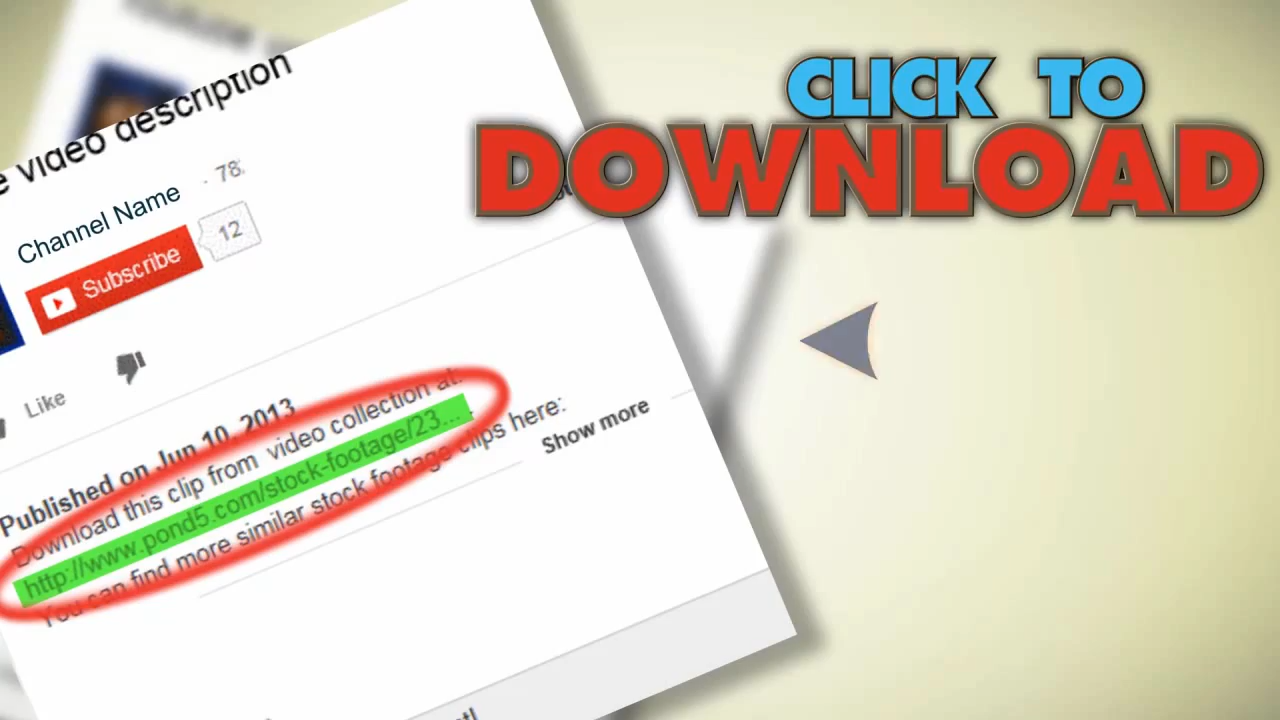 CLICK TO
DOWNLOAD
video description
Channel Name
Subscribe
12
Like
Published on Jun 10, 2013
Download this clip from video collection at:
http://www.pond5.com/stock-footage/23...
You can find more similar stock footage clips here:
Show more